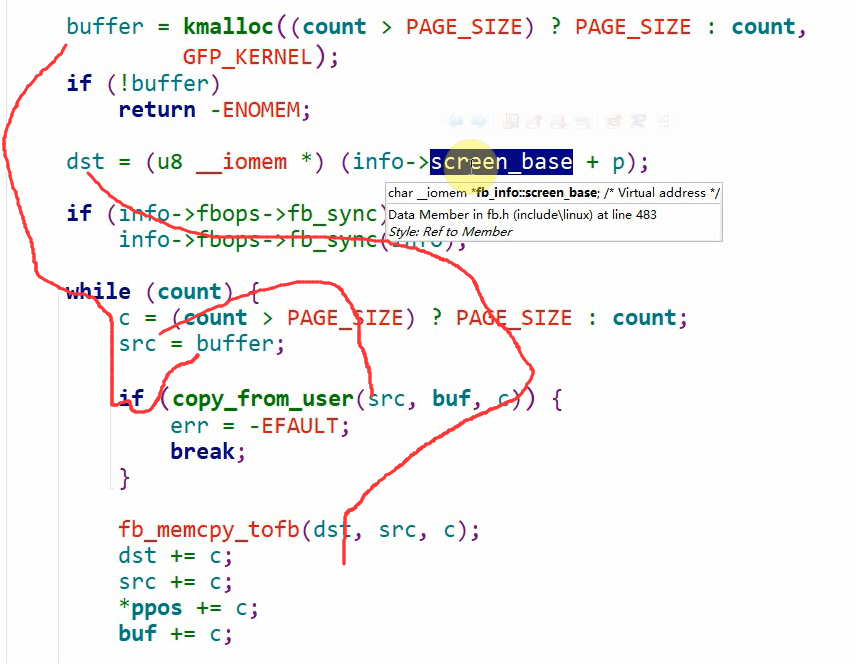 buffer = kmalloc((count > PAGE_SIZE) ? PAGE_SIZE : count,
GFP_KERNEL);
if (!buffer)
return -ENOMEM;
dst = (u8 __iomem *) (info->screen_base + p);
char __iomem *fb_info::screen_base; /* Virtual address */
Data Member in fb.h (include\linux) at line 483
Style: Ref to Member
if (info->fbops->fb_sync)
info->fbops->fb_sync(info);
while (count) {
c = (count > PAGE_SIZE) ? PAGE_SIZE : count;
src = buffer;
if (copy_from_user(src, buf, c)) {
err = -EFAULT;
break;
}
fb_memcpy_tofb(dst, src, c);
dst += c;
src += c;
*ppos += c;
buf += c;